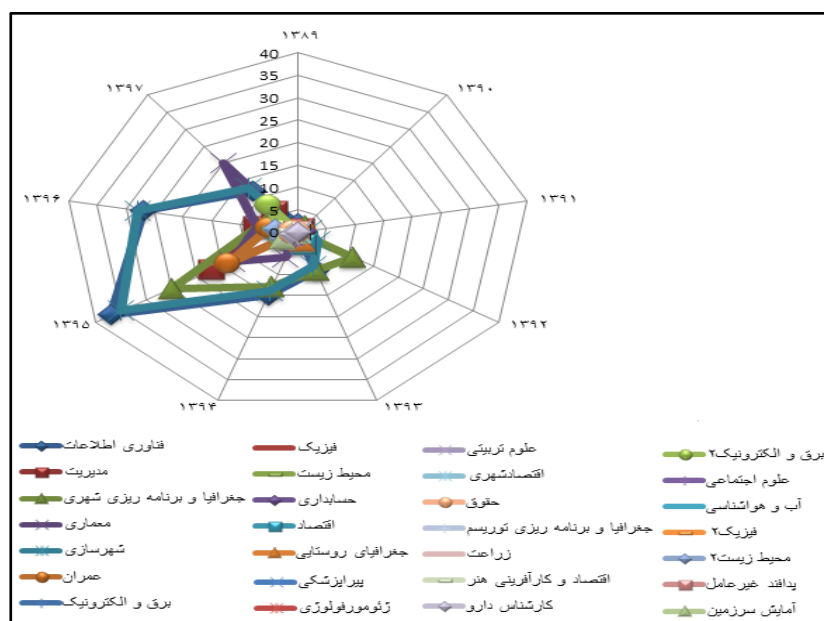 ۱۳۸۹
40
35
30
25
20
15
10
5
0
۱۳۹۰
۱۳۹۱
۱۳۹۲
۱۳۹۳
۱۳۹۴
۱۳۹۵
۱۳۹۶
۱۳۹۷
فناوری اطلاعات
مدیریت
جغرافیا و برنامه ریزی شهری
معماری
شهرسازی
عمران
برق و الکترونیک
فیزیک
محیط زیست
حسابداری
اقتصاد
جغرافیای روستایی
پیراپزشکی
ژئومورفولوژی
علوم تربیتی
اقتصادشهری
حقوق
جغرافیا و برنامه ریزی توریسم
زراعت
اقتصاد و کارآفرینی هنر
کارشناس دارو
برق و الکترونیک۲
علوم اجتماعی
آب و هواشناسی
فیزیک۲
محیط زیست۲
پدافند غیرعامل
آمایش سرزمین